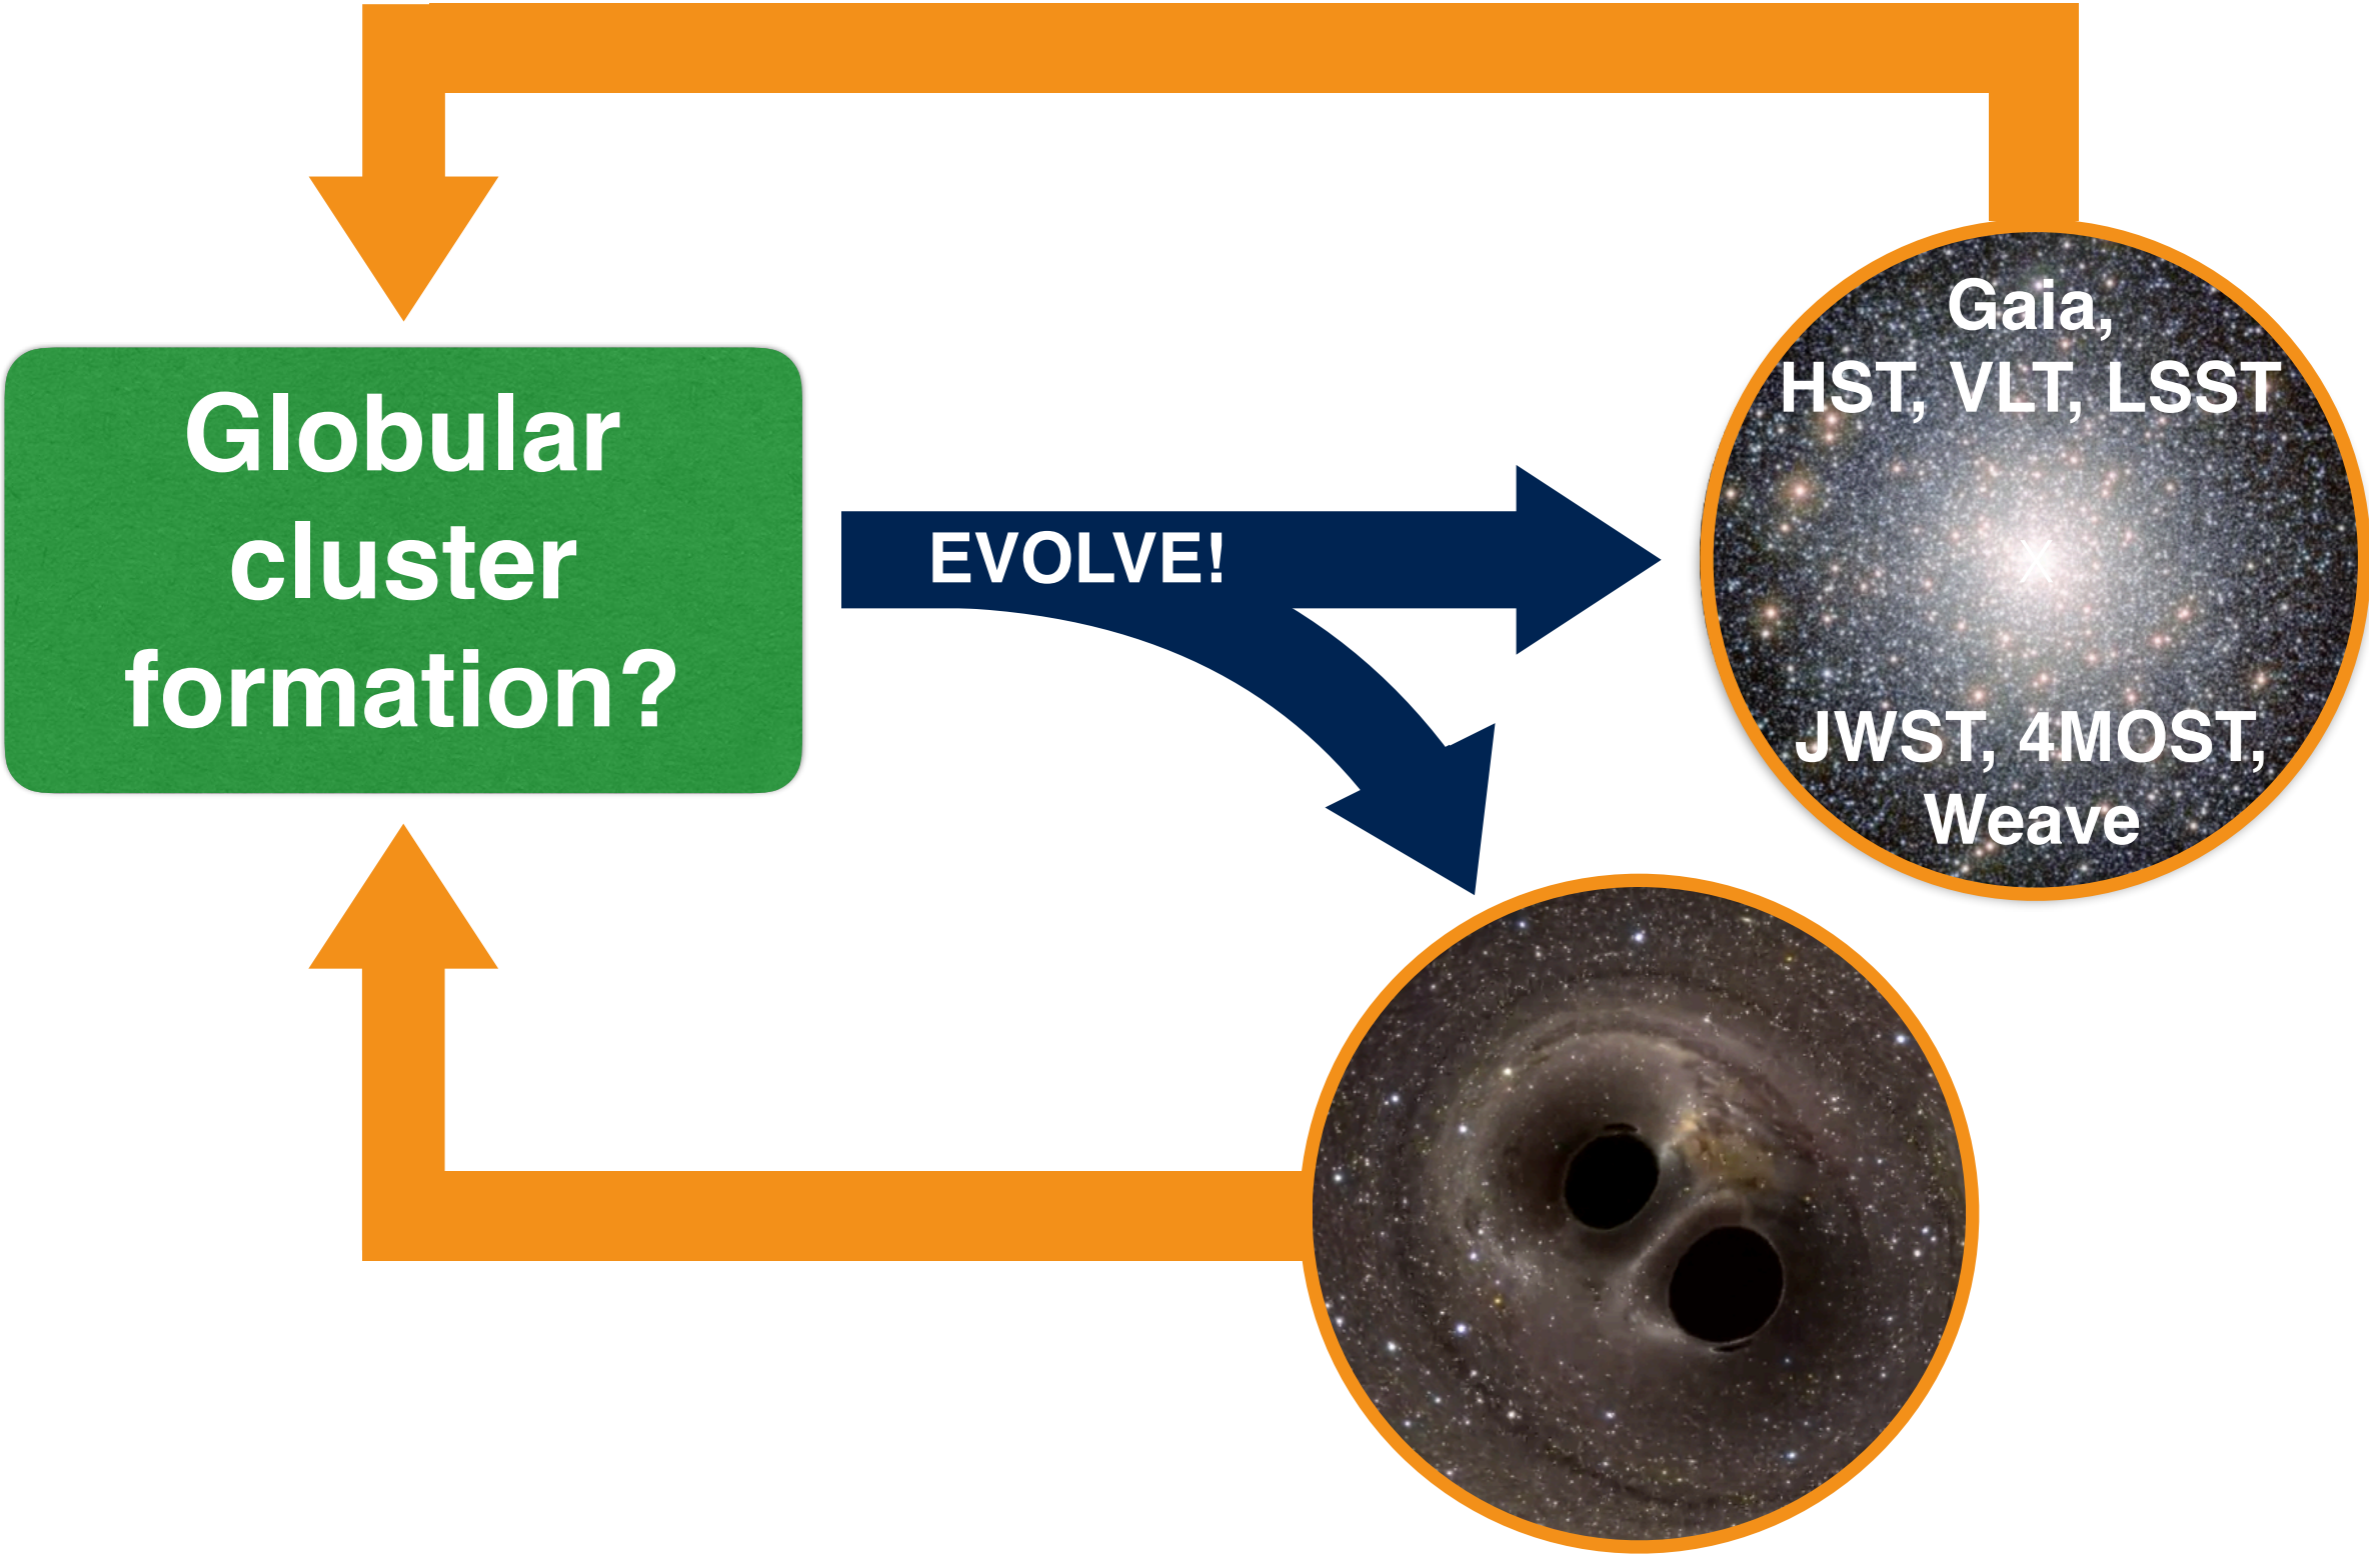 Globular
cluster
formation?
EVOLVE!
Gaia,
HST, VLT, LSST
JWST, 4MOST,
Weave